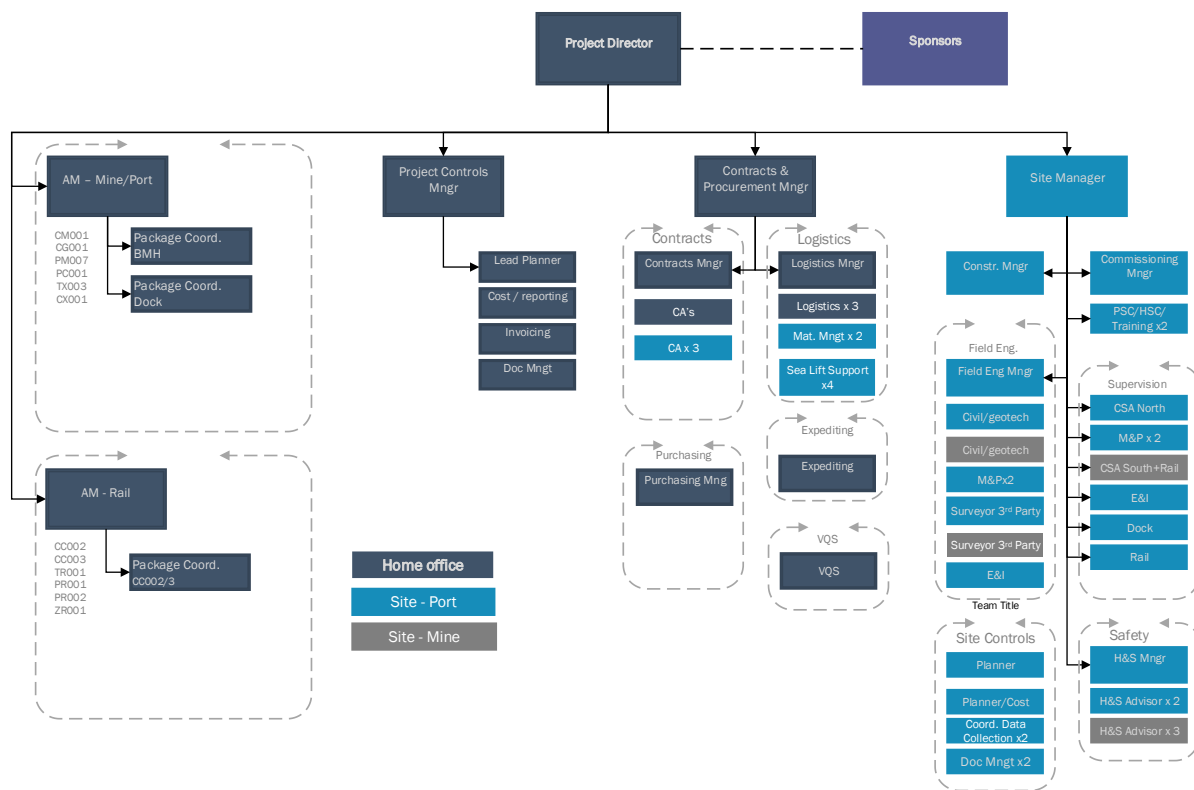 Project Director
Sponsors
AM – Mine/Port
CM001
CG001
PM007
PC001
TX003
CX001
Package Coord.
BMH
Package Coord.
Dock
AM - Rail
CC002
CC003
TR001
PR001
PR002
ZR001
Package Coord.
CC002/3
Project Controls
Mngr
Lead Planner
Cost / reporting
Invoicing
Doc Mngt
Home office
Site - Port
Site - Mine
Contracts &
Procurement Mngr
Contracts
Contracts Mngr
CA's
CA x 3
Logistics
Logistics Mngr
Logistics x 3
Mat. Mngt x 2
Sea Lift Support
x4
Purchasing
Purchasing Mng
Expediting
Expediting
VQS
VQS
Site Manager
Constr. Mngr
Commissioning
Mngr
PSC/HSC/
Training x2
Field Eng.
Field Eng Mngr
Civil/geotech
Civil/geotech
M&Px2
Surveyor 3rd Party
Surveyor 3rd Party
E&I
Team Title
Supervision
CSA North
M&P x 2
CSA South+Rail
E&I
Dock
Rail
Site Controls
Planner
Planner/Cost
Coord. Data
Collection x2
Doc Mngt x2
Safety
H&S Mngr
H&S Advisor x 2
H&S Advisor x 3